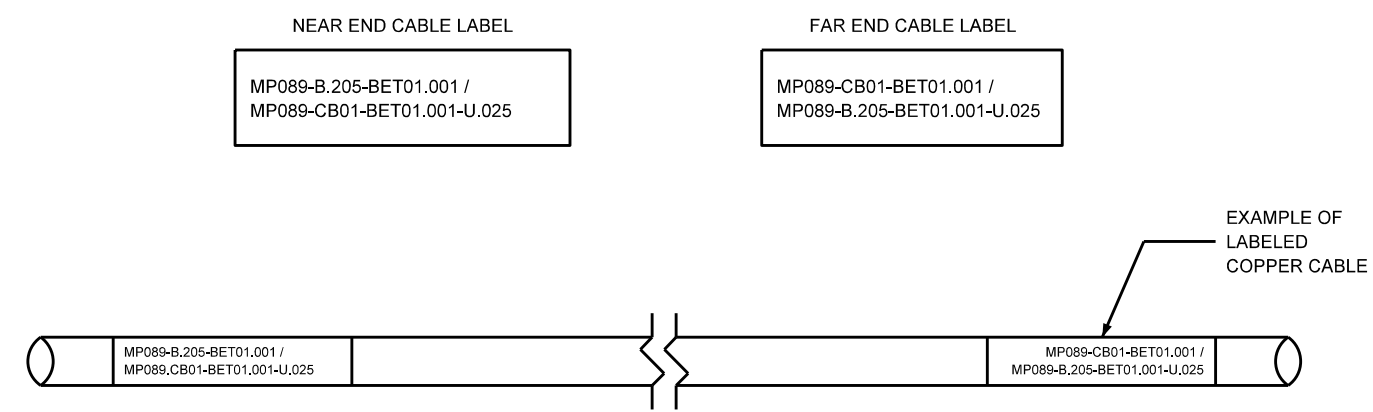 NEAR END CABLE LABEL
FAR END CABLE LABEL
MP089-B.205-BET01.001 /
MP089-CB01-BET01.001-U.025
MP089-CB01-BET01.001 /
MP089-B.205-BET01.001-U.025
EXAMPLE OF
LABELED
COPPER CABLE
MP089-B.205-BET01.001 /
MP089.CB01-BET01.001-U.025
MP089-CB01-BET01.001 /
MP089-B.205-BET01.001-U.025